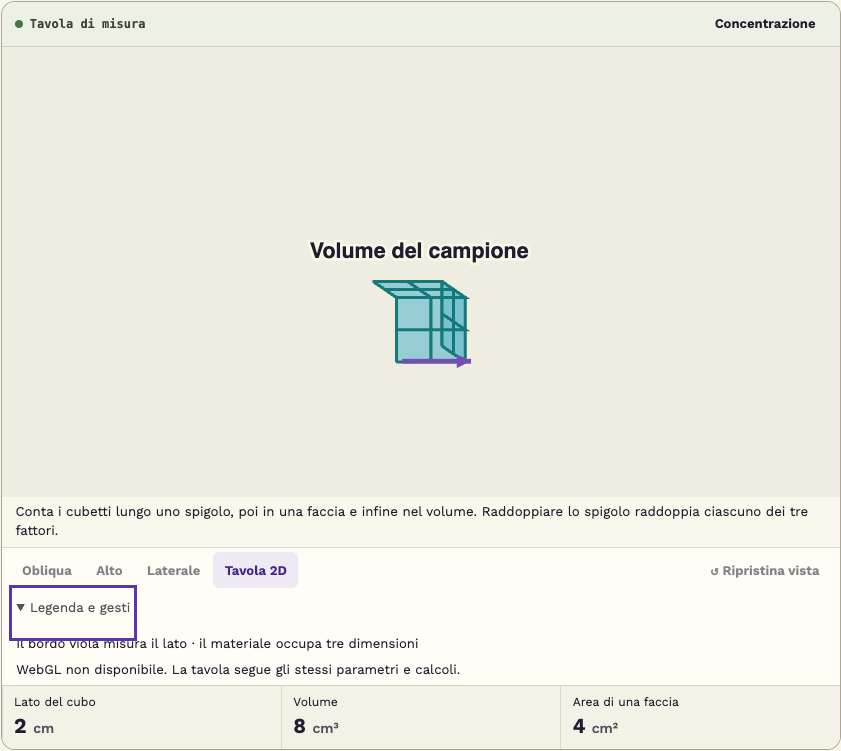 Tavola di misura
Concentrazione
Volume del campione
Conta i cubetti lungo uno spigolo, poi in una faccia e infine nel volume. Raddoppiare lo spigolo raddoppia ciascuno dei tre
fattori.
Obliqua Alto Laterale Tavola 2D ↺ Ripristina vista
▼ Legenda e gesti
Il bordo viola misura il lato · il materiale occupa tre dimensioni
WebGL non disponibile. La tavola segue gli stessi parametri e calcoli.
Lato del cubo
2 cm
Volume
8 cm³
Area di una faccia
4 cm²